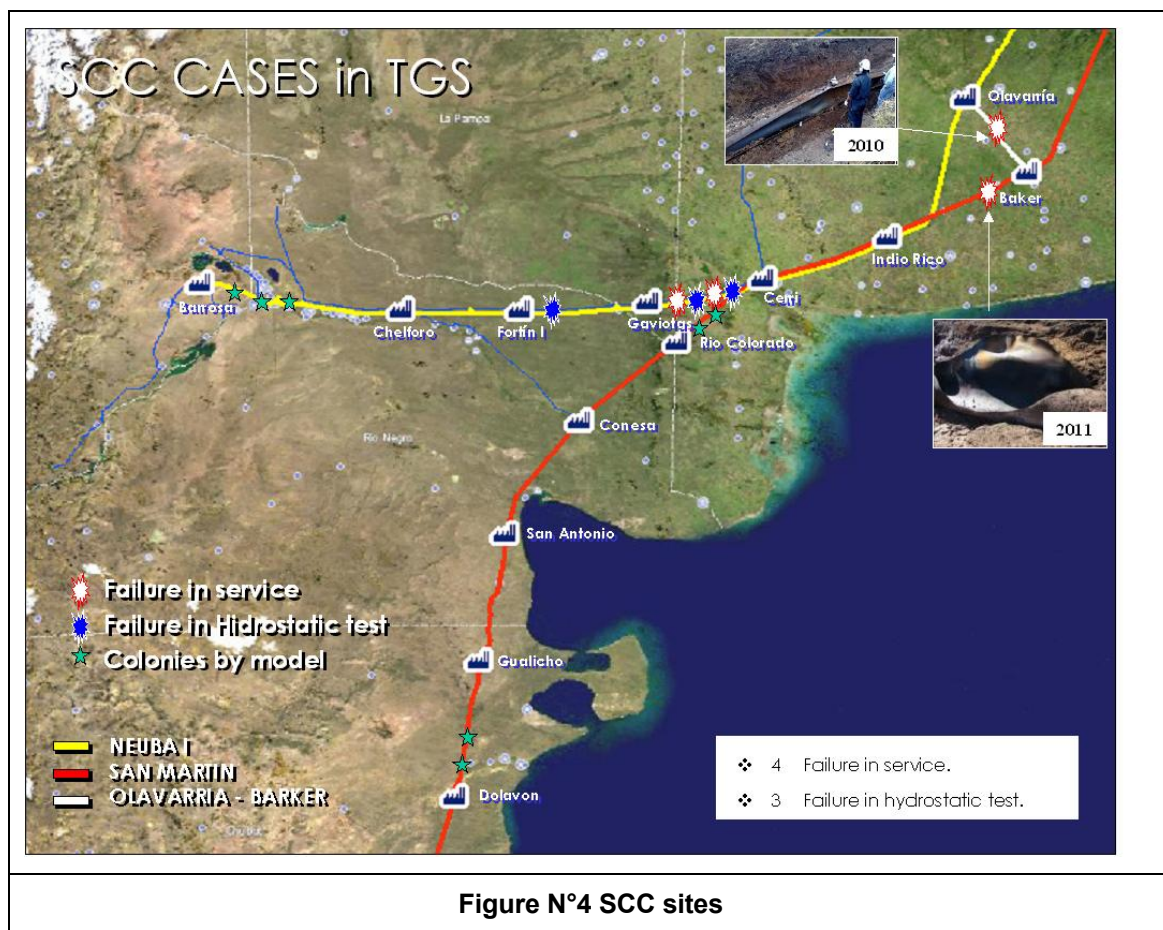 SCC CASES in TGS
La Pampa
2010
Olavarría
Baker
Indio Rico
Cerri
Barrosa
Chelforo
Fortín I
Gaviotas
Rio Colorado
2011
Conesa
Rio Negro
San Antonio
Failure in service
Failure in Hidrostatic test
Colonies by model
Gualicho
NEUBA I
SAN MARTIN
OLAVARRIA - BARKER
❖ 4 Failure in service.
❖ 3 Failure in hydrostatic test.
Dolavon
Chubut
Figure N°4 SCC sites